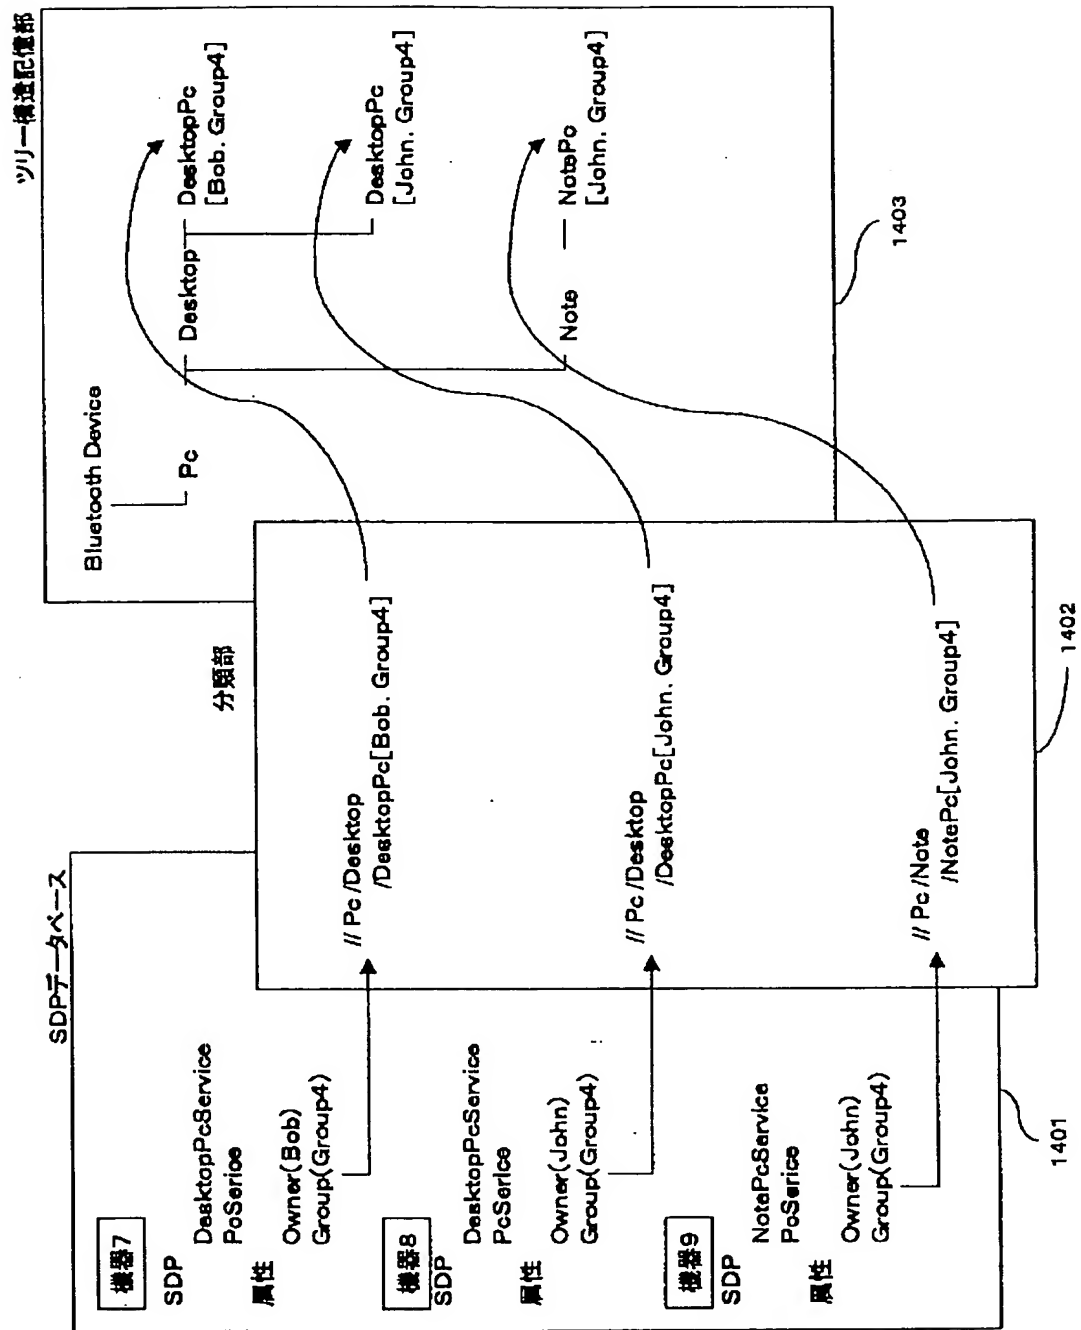 SDPデータベース
機器7
SDP
DesktopPcService
PoSerice
属性
Owner(Bob)
Group(Group4)
機器8
SDP
DesktopPcService
PcSerice
属性
Owner(John)
Group(Group4)
機器9
SDP
NotePcService
PoSerice
属性
Owner(John)
Group(Group4)
1401
分類部
// Pc /Desktop
/DesktopPc[Bob. Group4]
// Pc /Desktop
/DesktopPc[John. Group4]
// Pc /Note
/NotePc[John. Group4]
1402
ツリー構造記憶部
Bluetooth Device
Pc
Desktop
DesktopPc
[Bob. Group4]
DesktopPc
[John. Group4]
Note
NotePc
[John. Group4]
1403